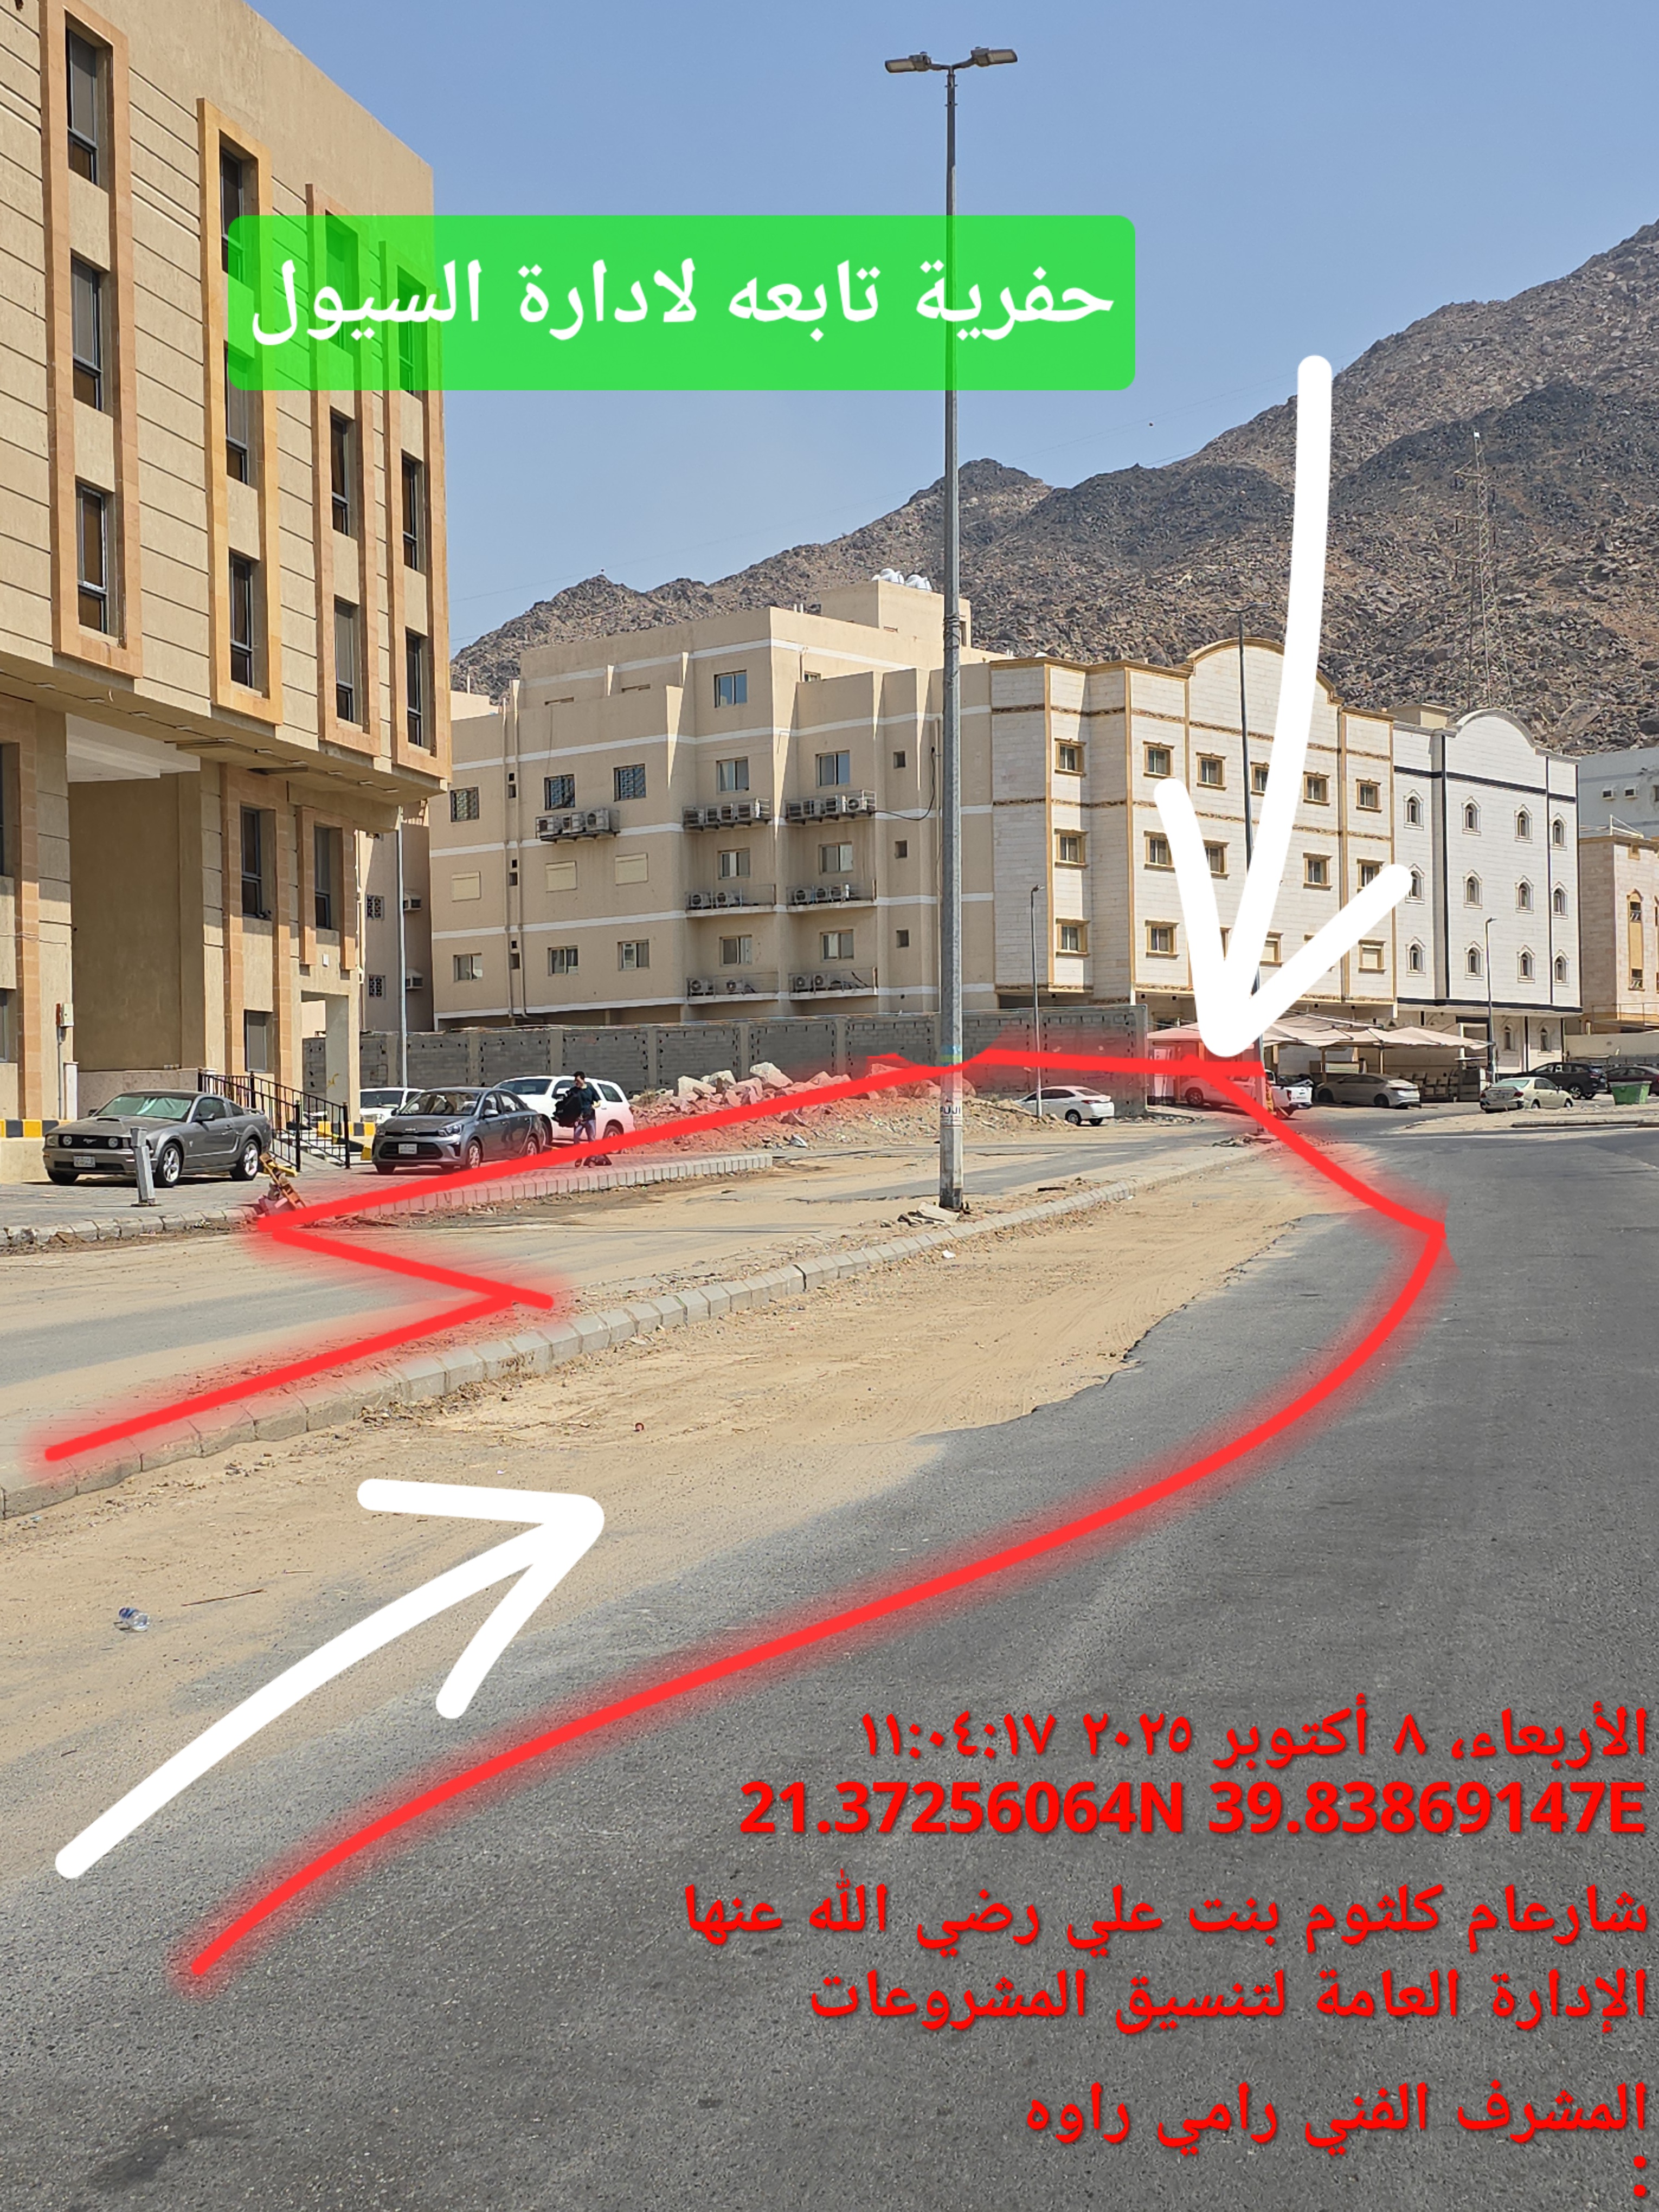 حفرية تابعه لادارة السيول
FUJI
الأربعاء، ٨ أكتوبر ٢٠٢٥ ١١:٠٤:١٧
21.37256064N 39.83869147E
شارعام كلثوم بنت علي رضي الله عنها
الإدارة العامة لتنسيق المشروعات
المشرف الفني رامي راوه
: